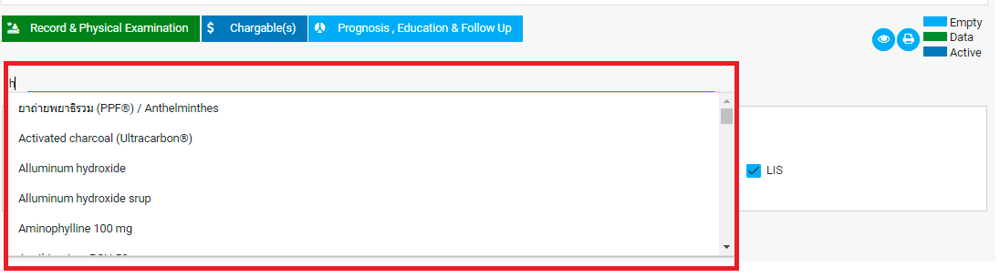 Record & Physical Examination
$ Chargable(s)
Prognosis , Education & Follow Up
Empty
Data
Active
h
ยาถ่ายพยาธิรวม (PPF®) / Anthelminthes
Activated charcoal (Ultracarbon®)
Alluminum hydroxide
Alluminum hydroxide srup
Aminophylline 100 mg
LIS